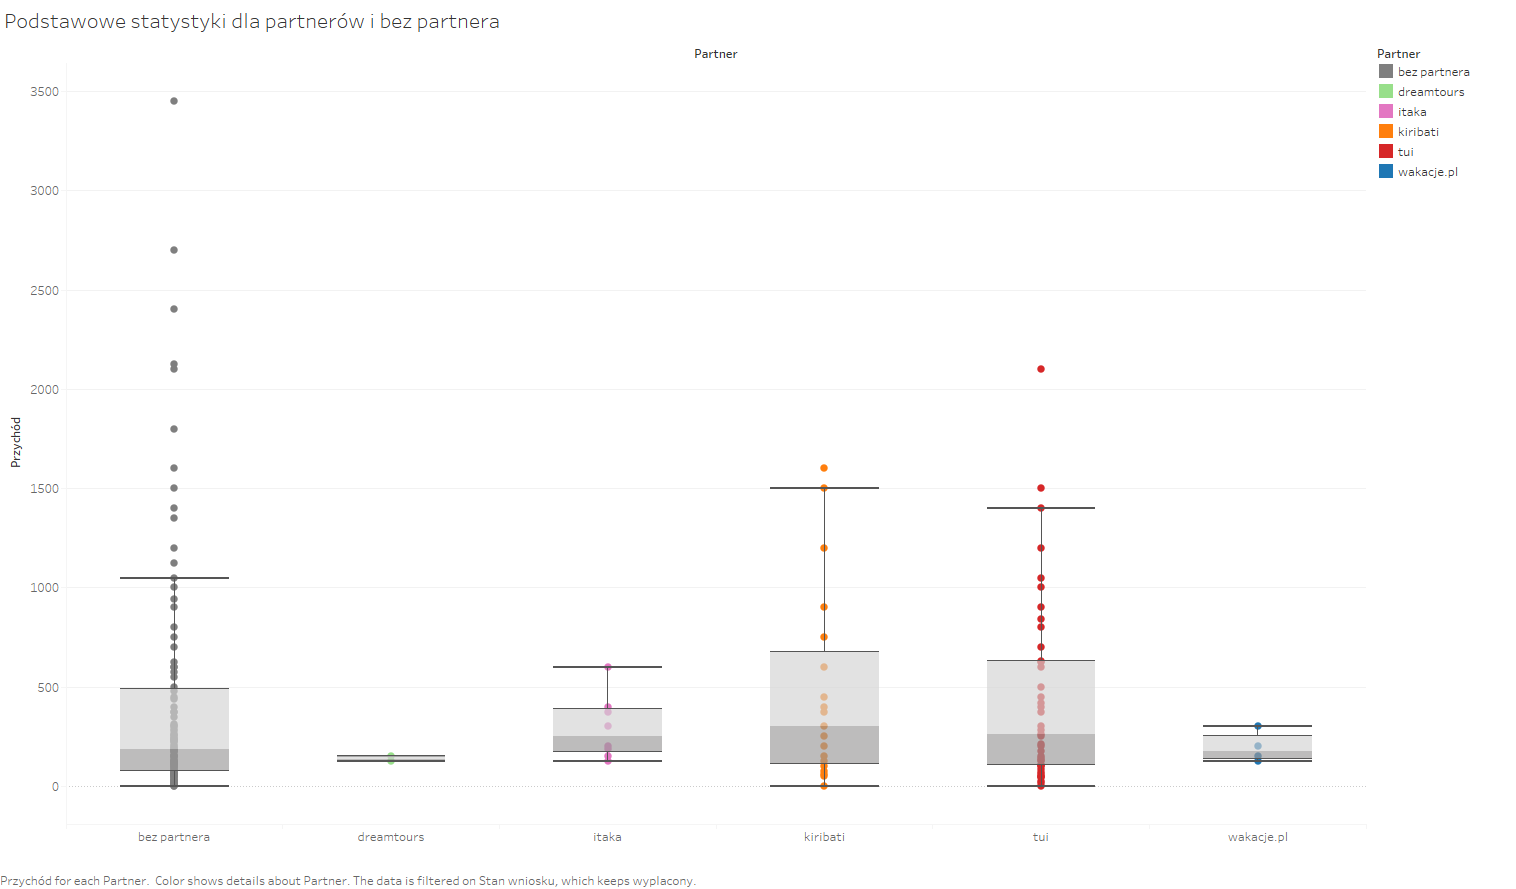 Podstawowe statystyki dla partnerów i bez partnera
Partner
Partner
bez partnera
dreamtours
itaka
kiribati
tui
wakacje.pl
3500
3000
2500
2000
1500
1000
500
0
Przychód
bez partnera
dreamtours
itaka
kiribati
tui
wakacje.pl
Przychód for each Partner. Color shows details about Partner. The data is filtered on Stan wniosku, which keeps wyplacony.